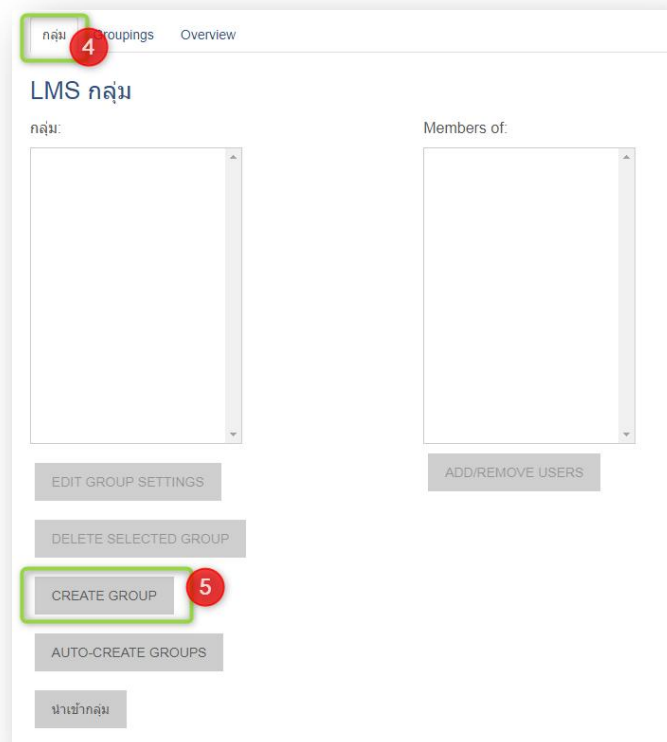 กลุ่ม 4 Groupings Overview
LMS กลุ่ม
กลุ่ม: Members of:
EDIT GROUP SETTINGS ADD/REMOVE USERS
DELETE SELECTED GROUP
CREATE GROUP 5
AUTO-CREATE GROUPS
นำเข้ากลุ่ม